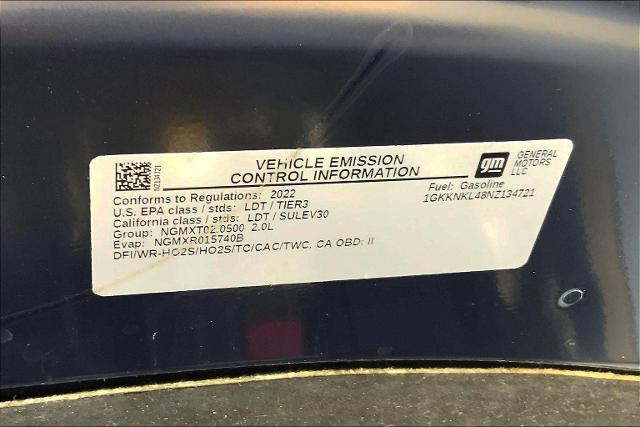 NZ134721
VEHICLE EMISSION
CONTROL INFORMATION
gm
GENERAL
MOTORS
LLC
Conforms to Regulations: 2022
Fuel: Gasoline
U.S. EPA class / stds: LDT / TIER3
1GKKNKL48NZ134721
California class / stds: LDT / SULEV30
Group: NGMXT02.0500 2.0L
Evap: NGMXR015740B
DFI/WR-HO2S/HO2S/TC/CAC/TWC. CA OBD: II